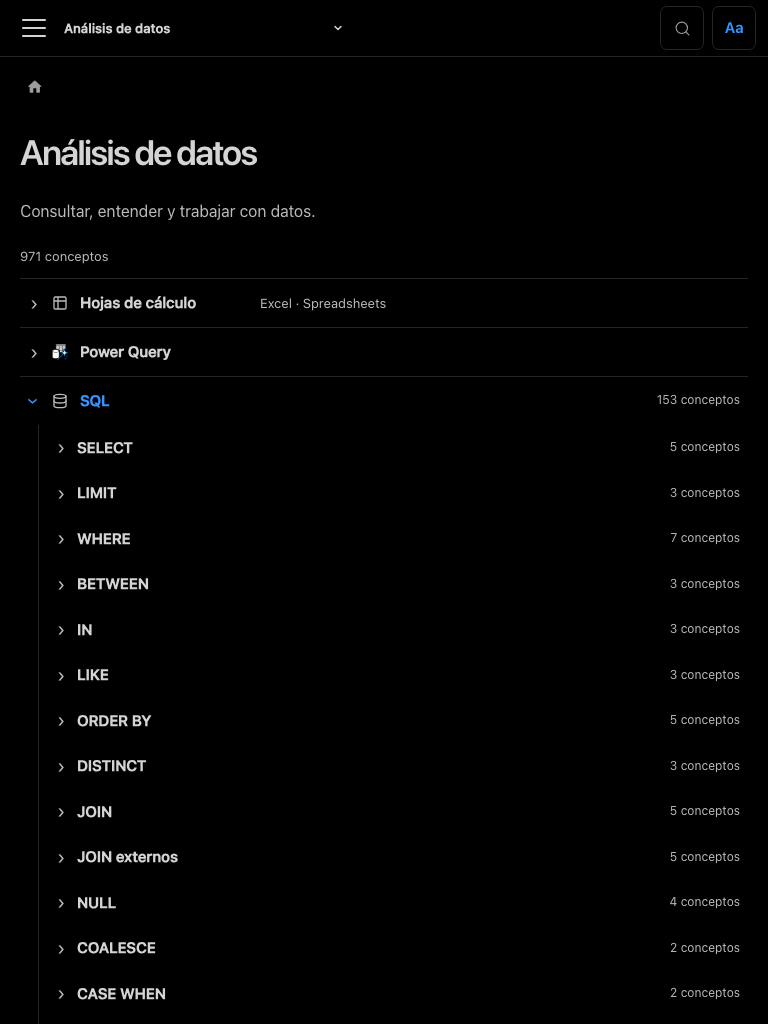 Análisis de datos
Aa
Análisis de datos
Consultar, entender y trabajar con datos.
971 conceptos
Hojas de cálculo Excel · Spreadsheets
Power Query
SQL 153 conceptos
SELECT 5 conceptos
LIMIT 3 conceptos
WHERE 7 conceptos
BETWEEN 3 conceptos
IN 3 conceptos
LIKE 3 conceptos
ORDER BY 5 conceptos
DISTINCT 3 conceptos
JOIN 5 conceptos
JOIN externos 5 conceptos
NULL 4 conceptos
COALESCE 2 conceptos
CASE WHEN 2 conceptos